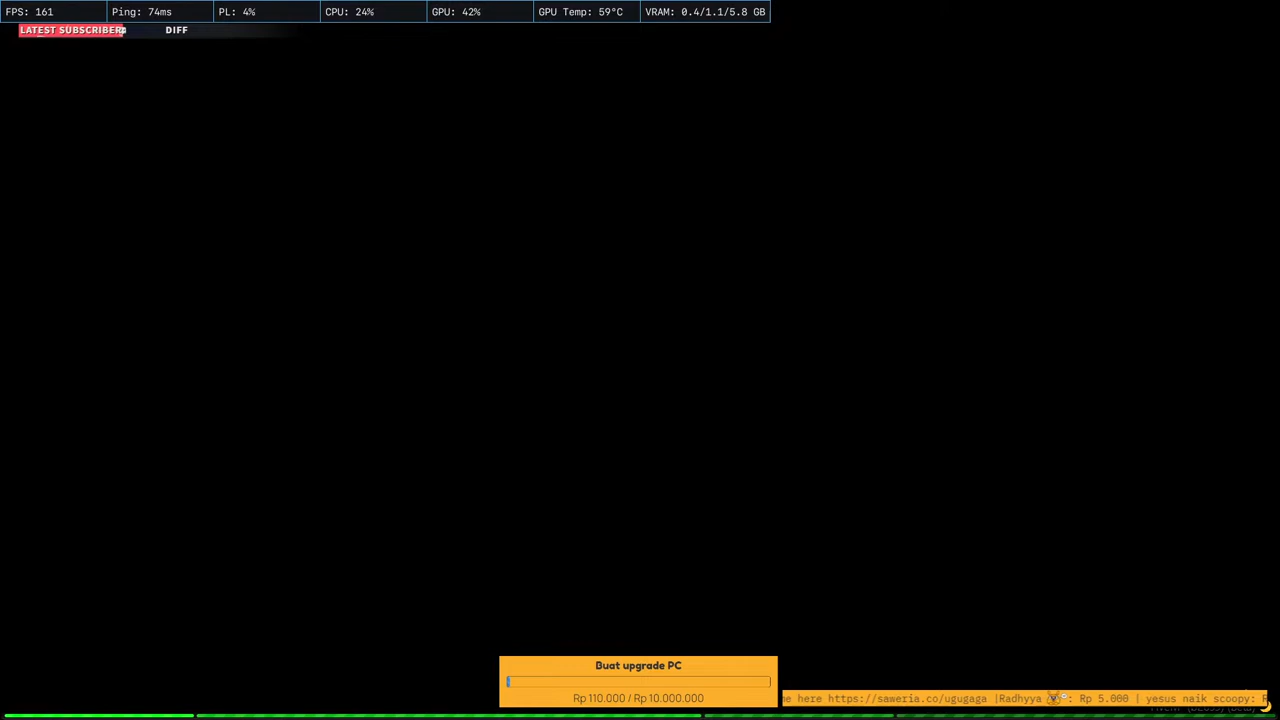 FPS: 161 Ping: 74ms PL: 4% CPU: 24% GPU: 42% GPU Temp: 59°C VRAM: 0.4/1.1/5.8 GB
LATEST SUBSCRIBER DIFF
Buat upgrade PC
Rp 110.000 / Rp 10.000.000
here https://saweria.co/ugugaga |Radhyya : Rp 5.000 | yesus naik scoopy: